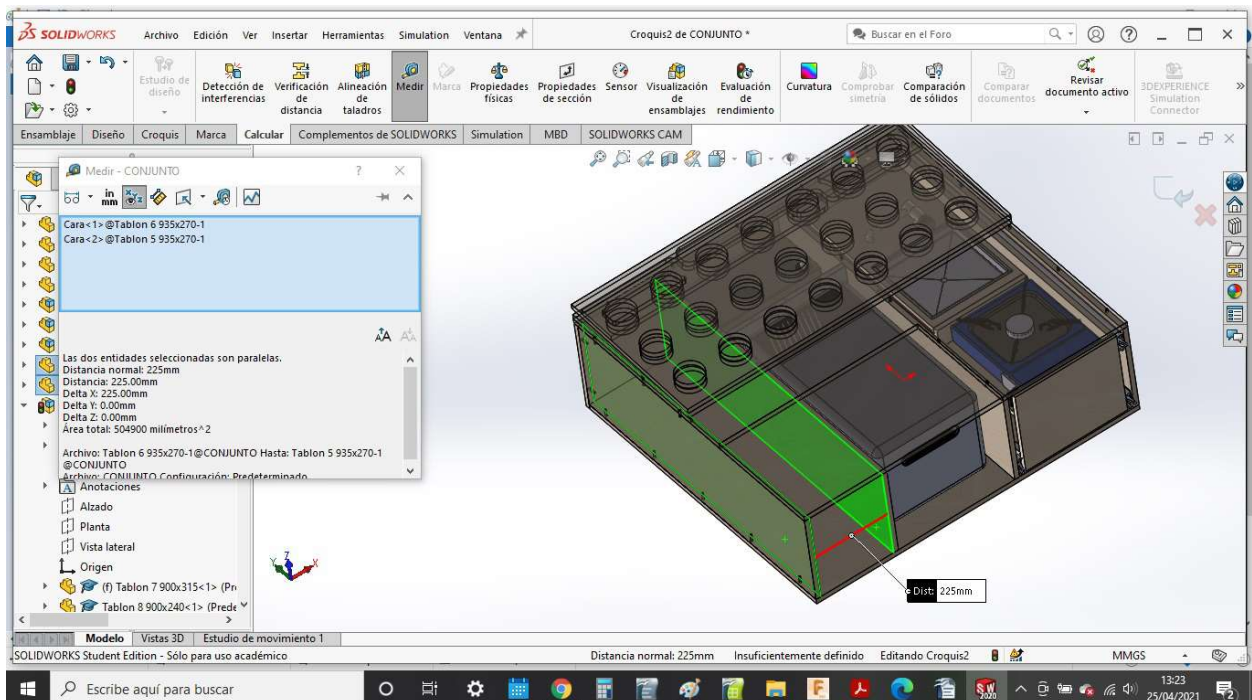 SOLIDWORKS
Archivo Edición Ver Insertar Herramientas Simulation Ventana
Croquis2 de CONJUNTO *
Buscar en el Foro
Estudio de diseño
Detección de interferencias
Verificación de distancia
Alineación de taladros
Medir
Marca
Propiedades físicas
Propiedades de sección
Sensor
Visualización de ensamblajes
Evaluación de rendimiento
Curvatura
Comprobar simetría
Comparación de sólidos
Comparar documentos
Revisar documento activo
3DEXPERIENCE Simulation Connector
Ensamblaje Diseño Croquis Marca Calcular Complementos de SOLIDWORKS Simulation MBD SOLIDWORKS CAM
Medir - CONJUNTO
in
mm
Cara<1>@Tablon 6 935x270-1
Cara<2>@Tablon 5 935x270-1
Las dos entidades seleccionadas son paralelas.
Distancia normal: 225mm
Distancia: 225.00mm
Delta X: 225.00mm
Delta Y: 0.00mm
Delta Z: 0.00mm
Área total: 504900 milímetros^2
Archivo: Tablon 6 935x270-1@CONJUNTO Hasta: Tablon 5 935x270-1
@CONJUNTO
Archivo: CONJUNTO Configuración: Predeterminado
Anotaciones
Alzado
Planta
Vista lateral
Origen
(f) Tablon 7 900x315<1> (Pre
Tablon 8 900x240<1> (Prede
Z
Y
X
Dist: 225mm
Modelo Vistas 3D Estudio de movimiento 1
SOLIDWORKS Student Edition - Sólo para uso académico
Distancia normal: 225mm Insuficientemente definido Editando Croquis2 MMGS
Escribe aquí para buscar
13:23
25/04/2021